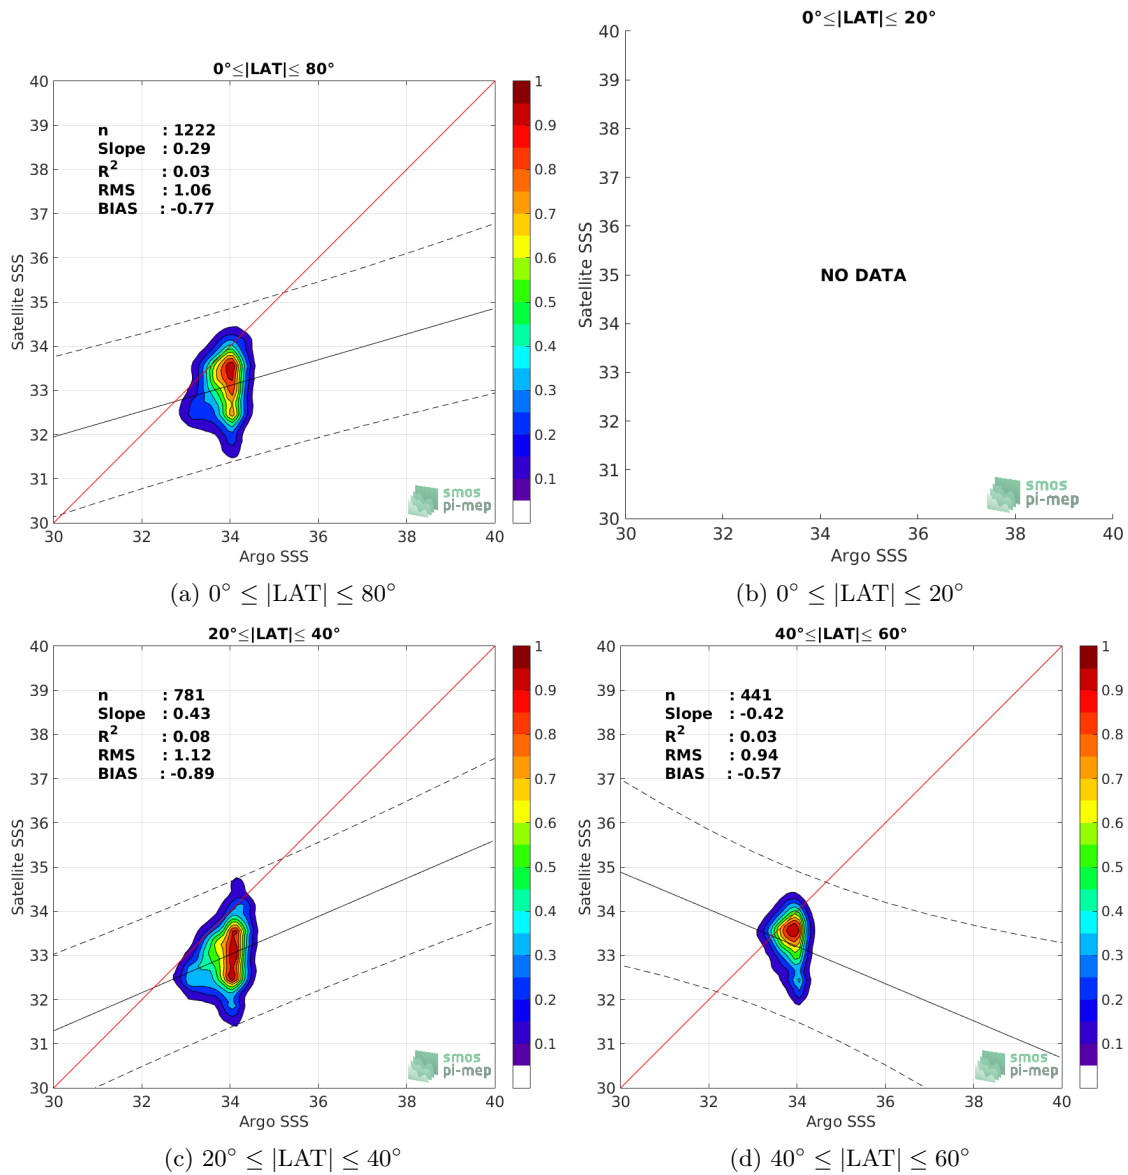 0°≤|LAT|≤ 80°
n : 1222
Slope : 0.29
R2 : 0.03
RMS : 1.06
BIAS : -0.77
40
39
38
37
36
35
34
33
32
31
30
Satellite SSS
30 32 34 36 38 40
Argo SSS
1
0.9
0.8
0.7
0.6
0.5
0.4
0.3
0.2
0.1
smos
pi-mep
(a) 0° ≤ |LAT| ≤ 80°
0°≤|LAT|≤ 20°
40
39
38
37
36
35
34
33
32
31
30
Satellite SSS
NO DATA
30 32 34 36 38 40
Argo SSS
smos
pi-mep
(b) 0° ≤ |LAT| ≤ 20°
20°≤|LAT|≤ 40°
n : 781
Slope : 0.43
R2 : 0.08
RMS : 1.12
BIAS : -0.89
40
39
38
37
36
35
34
33
32
31
30
Satellite SSS
30 32 34 36 38 40
Argo SSS
1
0.9
0.8
0.7
0.6
0.5
0.4
0.3
0.2
0.1
smos
pi-mep
(c) 20° ≤ |LAT| ≤ 40°
40°≤|LAT|≤ 60°
n : 441
Slope : -0.42
R2 : 0.03
RMS : 0.94
BIAS : -0.57
40
39
38
37
36
35
34
33
32
31
30
Satellite SSS
30 32 34 36 38 40
Argo SSS
1
0.9
0.8
0.7
0.6
0.5
0.4
0.3
0.2
0.1
smos
pi-mep
(d) 40° ≤ |LAT| ≤ 60°